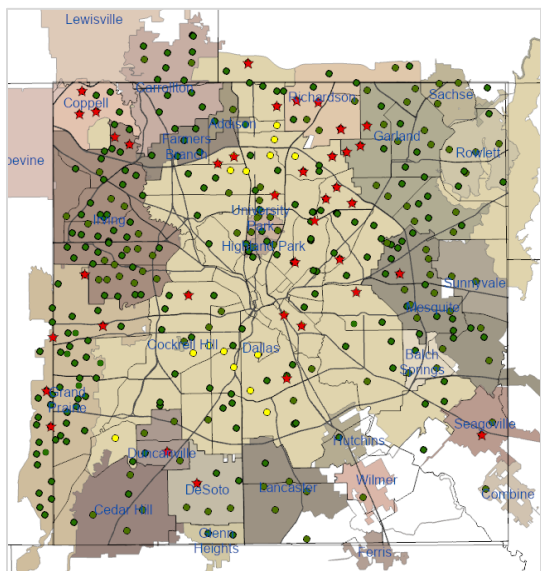 Lewisville
Carrollton
Coppell
Richardson
Sachse
Addison
Garland
Farmers
Branch
Rowlett
pevine
University
Park
Irving
Highland Park
Sunnyvale
Mesquite
Cockrell Hill
Dallas
Balch
Springs
Grand
Prairie
Seagoville
Hutchins
Duncanville
Wilmer
DeSoto
Lancaster
Combine
Cedar Hill
Glenn
Heights
Ferris